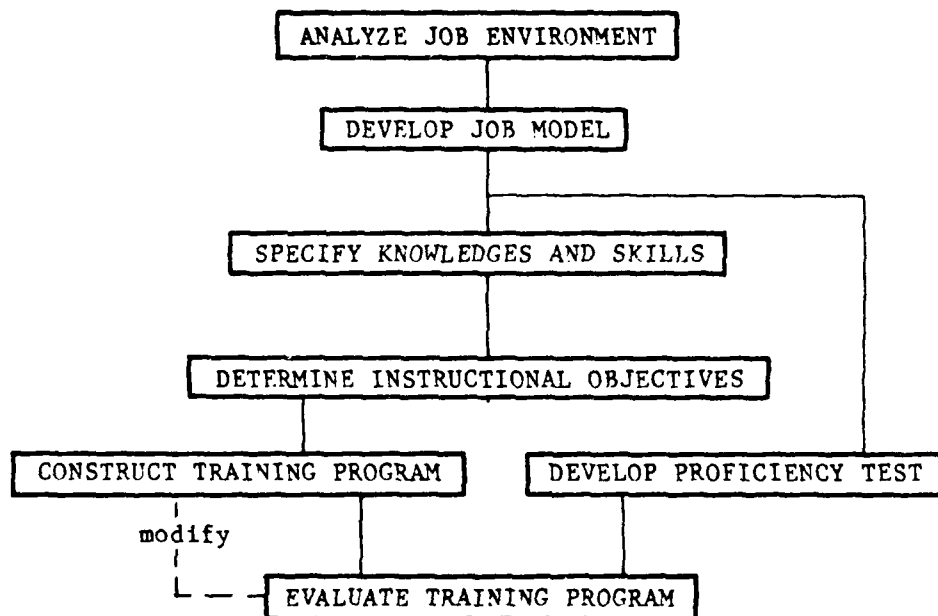 ANALYZE JOB ENVIRONMENT
DEVELOP JOB MODEL
SPECIFY KNOWLEDGES AND SKILLS
DETERMINE INSTRUCTIONAL OBJECTIVES
CONSTRUCT TRAINING PROGRAM
DEVELOP PROFICIENCY TEST
modify
EVALUATE TRAINING PROGRAM